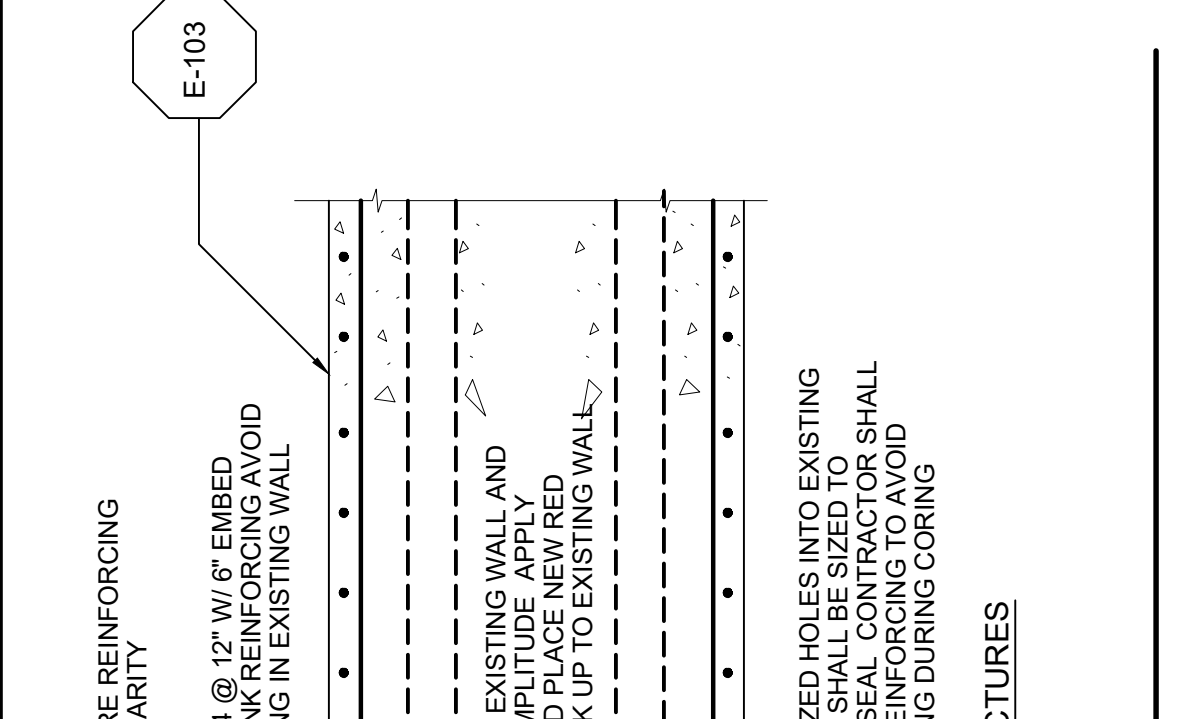 E-103
RE REINFORCING
ARITY
4 @ 12" W/ 6" EMBED
NK REINFORCING AVOID
NG IN EXISTING WALL
EXISTING WALL AND
MPLITUDE APPLY
D PLACE NEW RED
K UP TO EXISTING WALL
ZED HOLES INTO EXISTING
SHALL BE SIZED TO
SEAL CONTRACTOR SHALL
EINFORCING TO AVOID
NG DURING CORING
CTURES